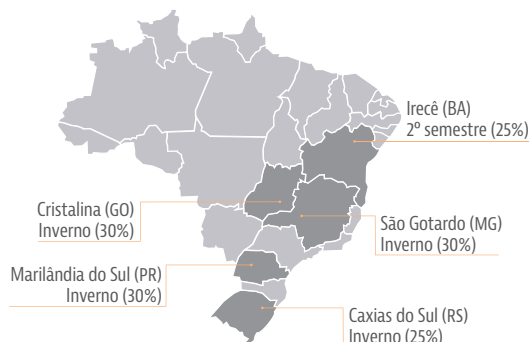 Irecê (BA)
2º semestre (25%)
Cristalina (GO)
Inverno (30%)
São Gotardo (MG)
Inverno (30%)
Marilândia do Sul (PR)
Inverno (30%)
Caxias do Sul (RS)
Inverno (25%)